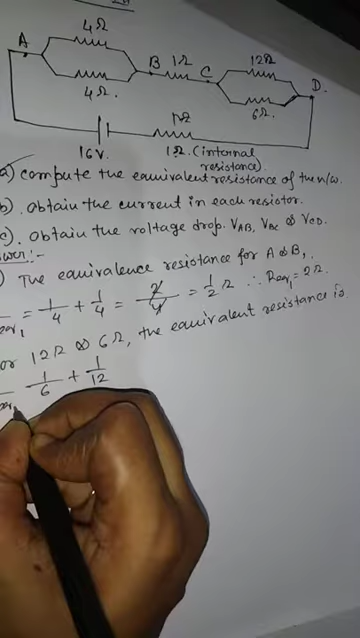 4Ω
A
B 1Ω C
12Ω
D.
4Ω.
6Ω
16V.
1Ω (internal
resistance).
a) compute the equivalent resistance of the n/w.
b). obtain the current in each resistor.
c). obtain the voltage drop. VAB, VBC & VCD.
wer:-
) The equivalence resistance for A & B,
= 1/4 + 1/4 = 2/4 = 1/2 Ω ∴ Req1 = 2Ω.
or 12Ω & 6Ω, the equivalent resistance is
1/6 + 1/12